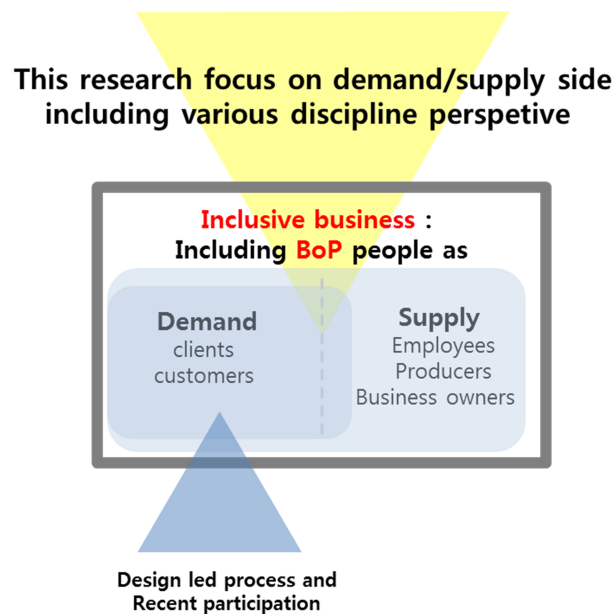 This research focus on demand/supply side
including various discipline perspetive
Inclusive business :
Including BoP people as
Demand
clients
customers
Supply
Employees
Producers
Business owners
Design led process and
Recent participation